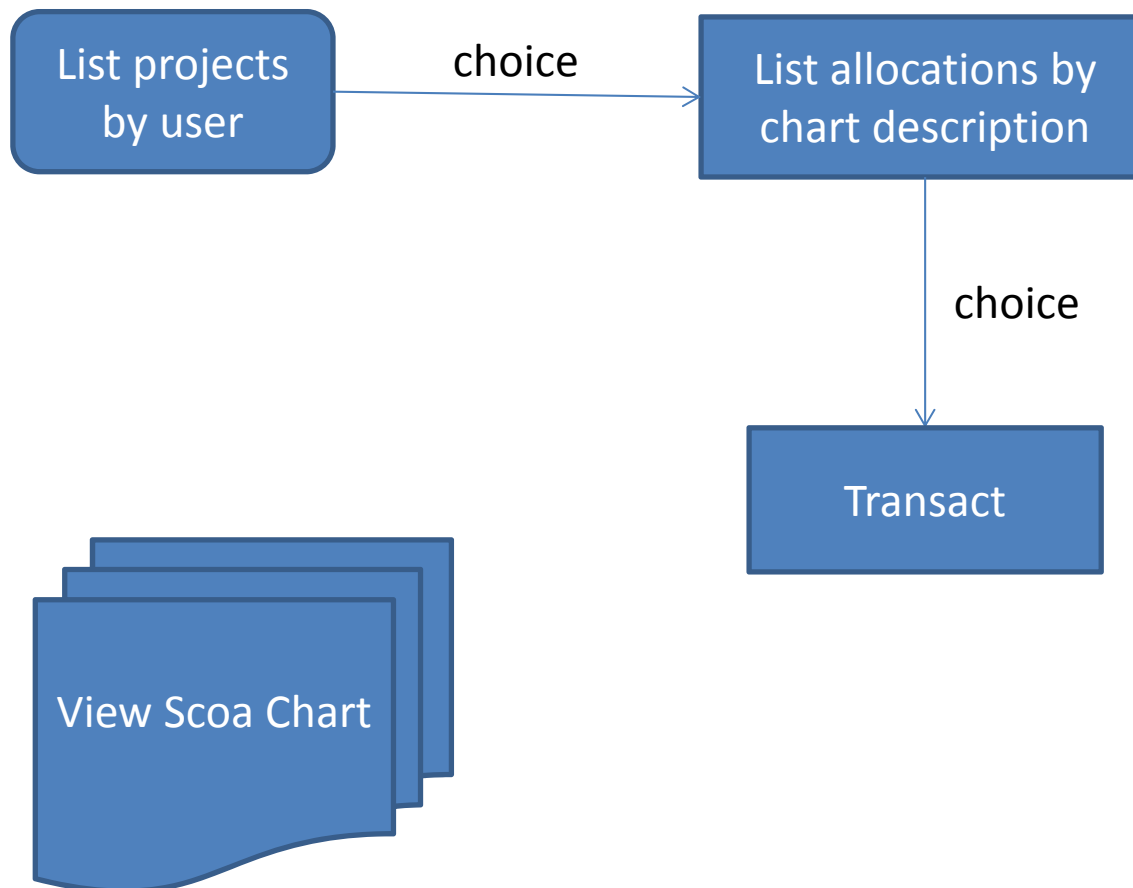 List projects
by user
choice
List allocations by
chart description
choice
Transact
View Scoa Chart